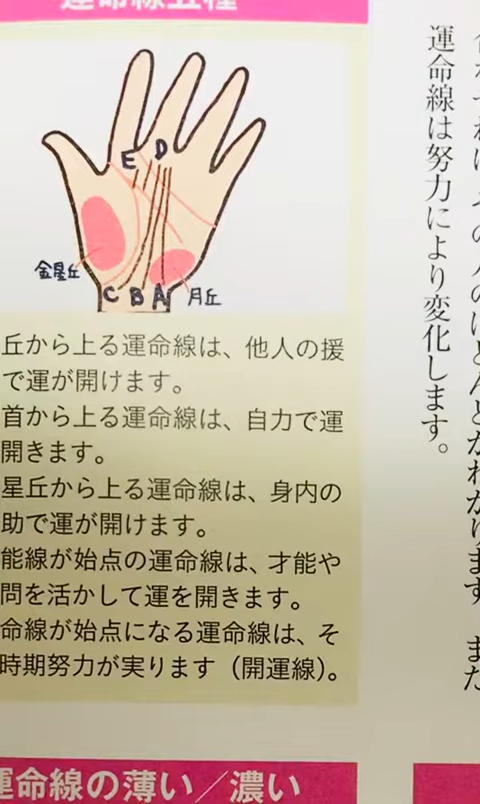 運命線は努力により変化します。
運命線五種
E D
金星丘 C B A 月丘
丘から上る運命線は、他人の援
で運が開けます。
首から上る運命線は、自力で運
開きます。
星丘から上る運命線は、身内の
助で運が開けます。
能線が始点の運命線は、才能や
問を活かして運を開きます。
命線が始点になる運命線は、そ
時期努力が実ります(開運線)。
運命線の薄い/濃い